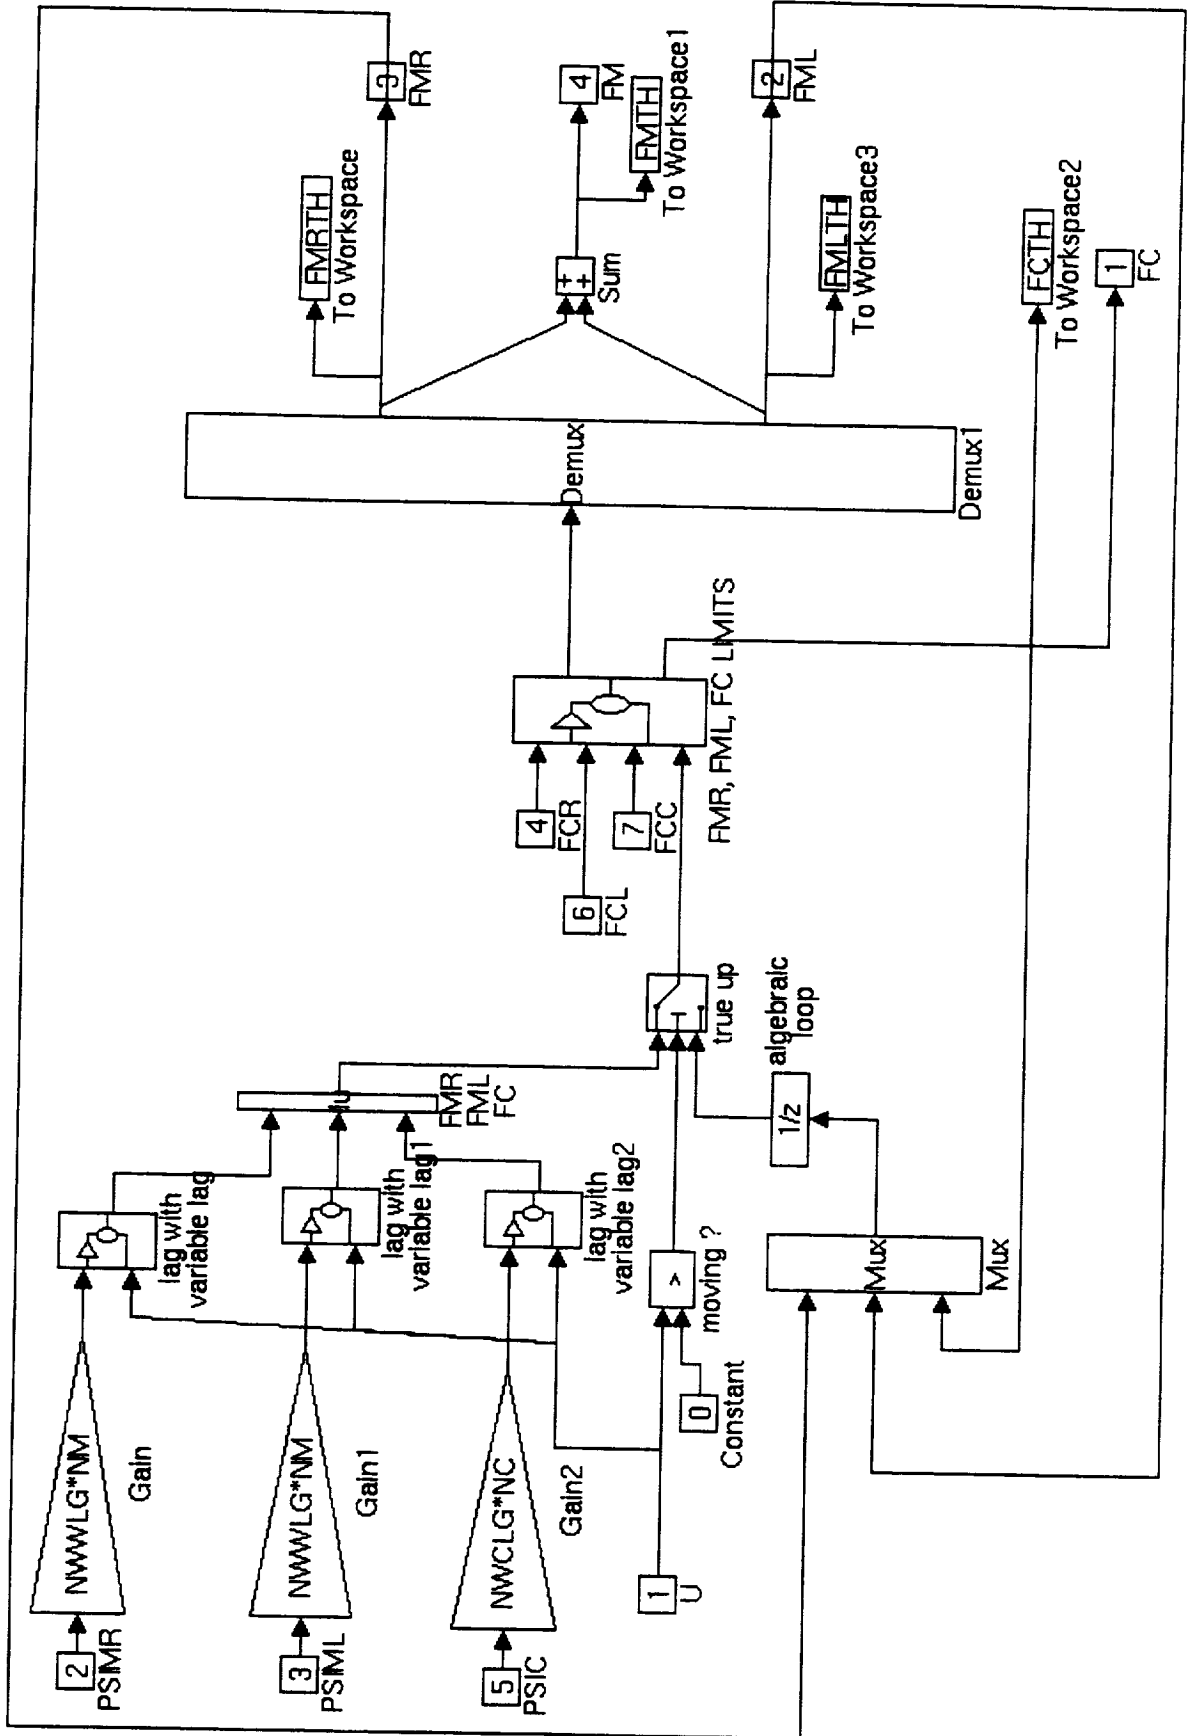 2
PSIMR
NWWLG*NM
Gain
lag with
variable lag
3
PSIML
NWWLG*NM
Gain1
lag with
variable lag1
5
PSIC
NWCLG*NC
Gain2
lag with
variable lag2
FMR
FML
FC
1
U
0
Constant
>
moving ?
true up
Mux
Mux
1/z
algebraic
loop
4
FCR
6
FCL
7
FCC
FMR, FML, FC LIMITS
Demux
Demux1
FMRTH
To Workspace
3
FMR
++
Sum
4
FM
FMTH
To Workspace1
2
FML
FMLTH
To Workspace3
FCTH
To Workspace2
1
FC